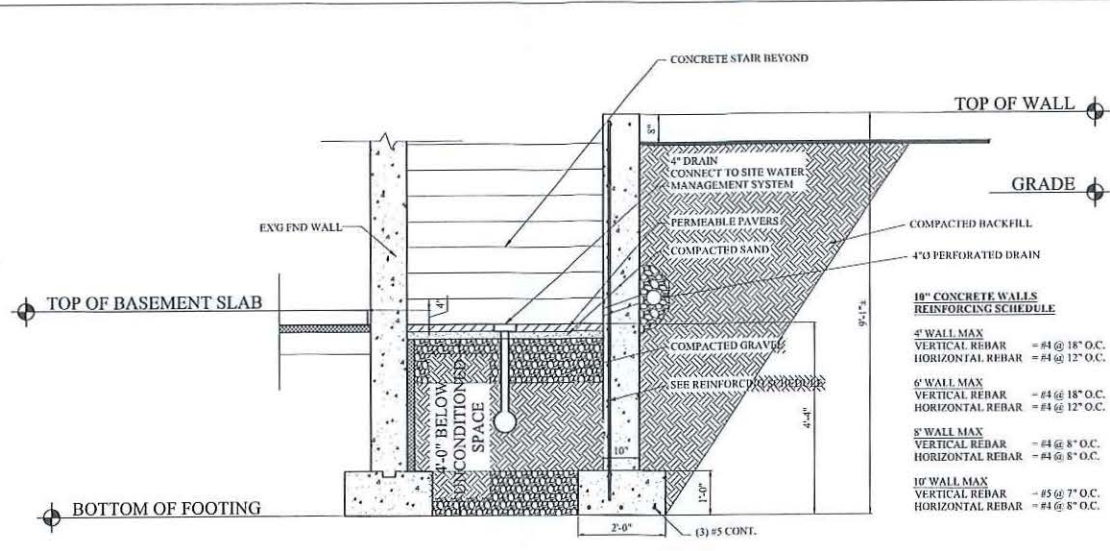 CONCRETE STAIR BEYOND
TOP OF WALL
8"
4" DRAIN
CONNECT TO SITE WATER
MANAGEMENT SYSTEM
GRADE
PERMEABLE PAVERS
COMPACTED BACKFILL
EX'G FND WALL
COMPACTED SAND
4"Ø PERFORATED DRAIN
TOP OF BASEMENT SLAB
4"
9'-1"±
10" CONCRETE WALLS
REINFORCING SCHEDULE
4' WALL MAX
VERTICAL REBAR = #4 @ 18" O.C.
HORIZONTAL REBAR = #4 @ 12" O.C.
COMPACTED GRAVEL
SEE REINFORCING SCHEDULE
6' WALL MAX
VERTICAL REBAR = #4 @ 18" O.C.
HORIZONTAL REBAR = #4 @ 12" O.C.
4'-0" BELOW
UNCONDITIONED
SPACE
4'-4"
8' WALL MAX
VERTICAL REBAR = #4 @ 8" O.C.
HORIZONTAL REBAR = #4 @ 8" O.C.
10"
1'-0"
10' WALL MAX
VERTICAL REBAR = #5 @ 7" O.C.
HORIZONTAL REBAR = #4 @ 8" O.C.
BOTTOM OF FOOTING
2'-0"
(3) #5 CONT.